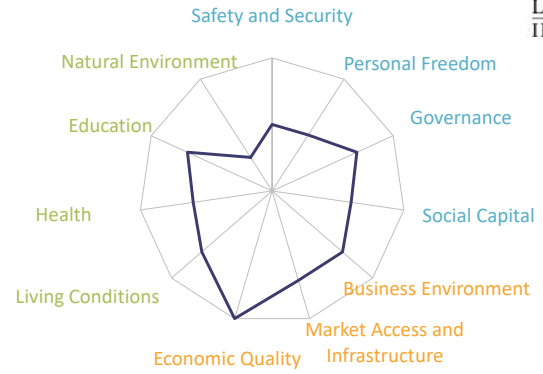 Safety and Security
Natural Environment
Personal Freedom
Education
Governance
Health
Social Capital
Living Conditions
Business Environment
Market Access and
Infrastructure
Economic Quality